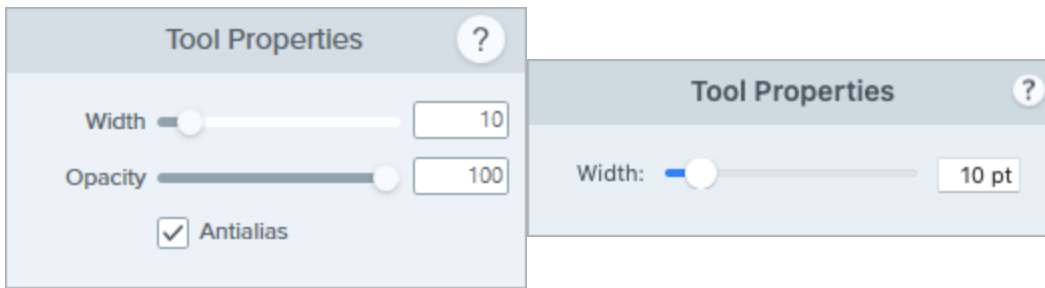 Tool Properties ?
Width 10
Opacity 100
Antialias
Tool Properties ?
Width: 10 pt